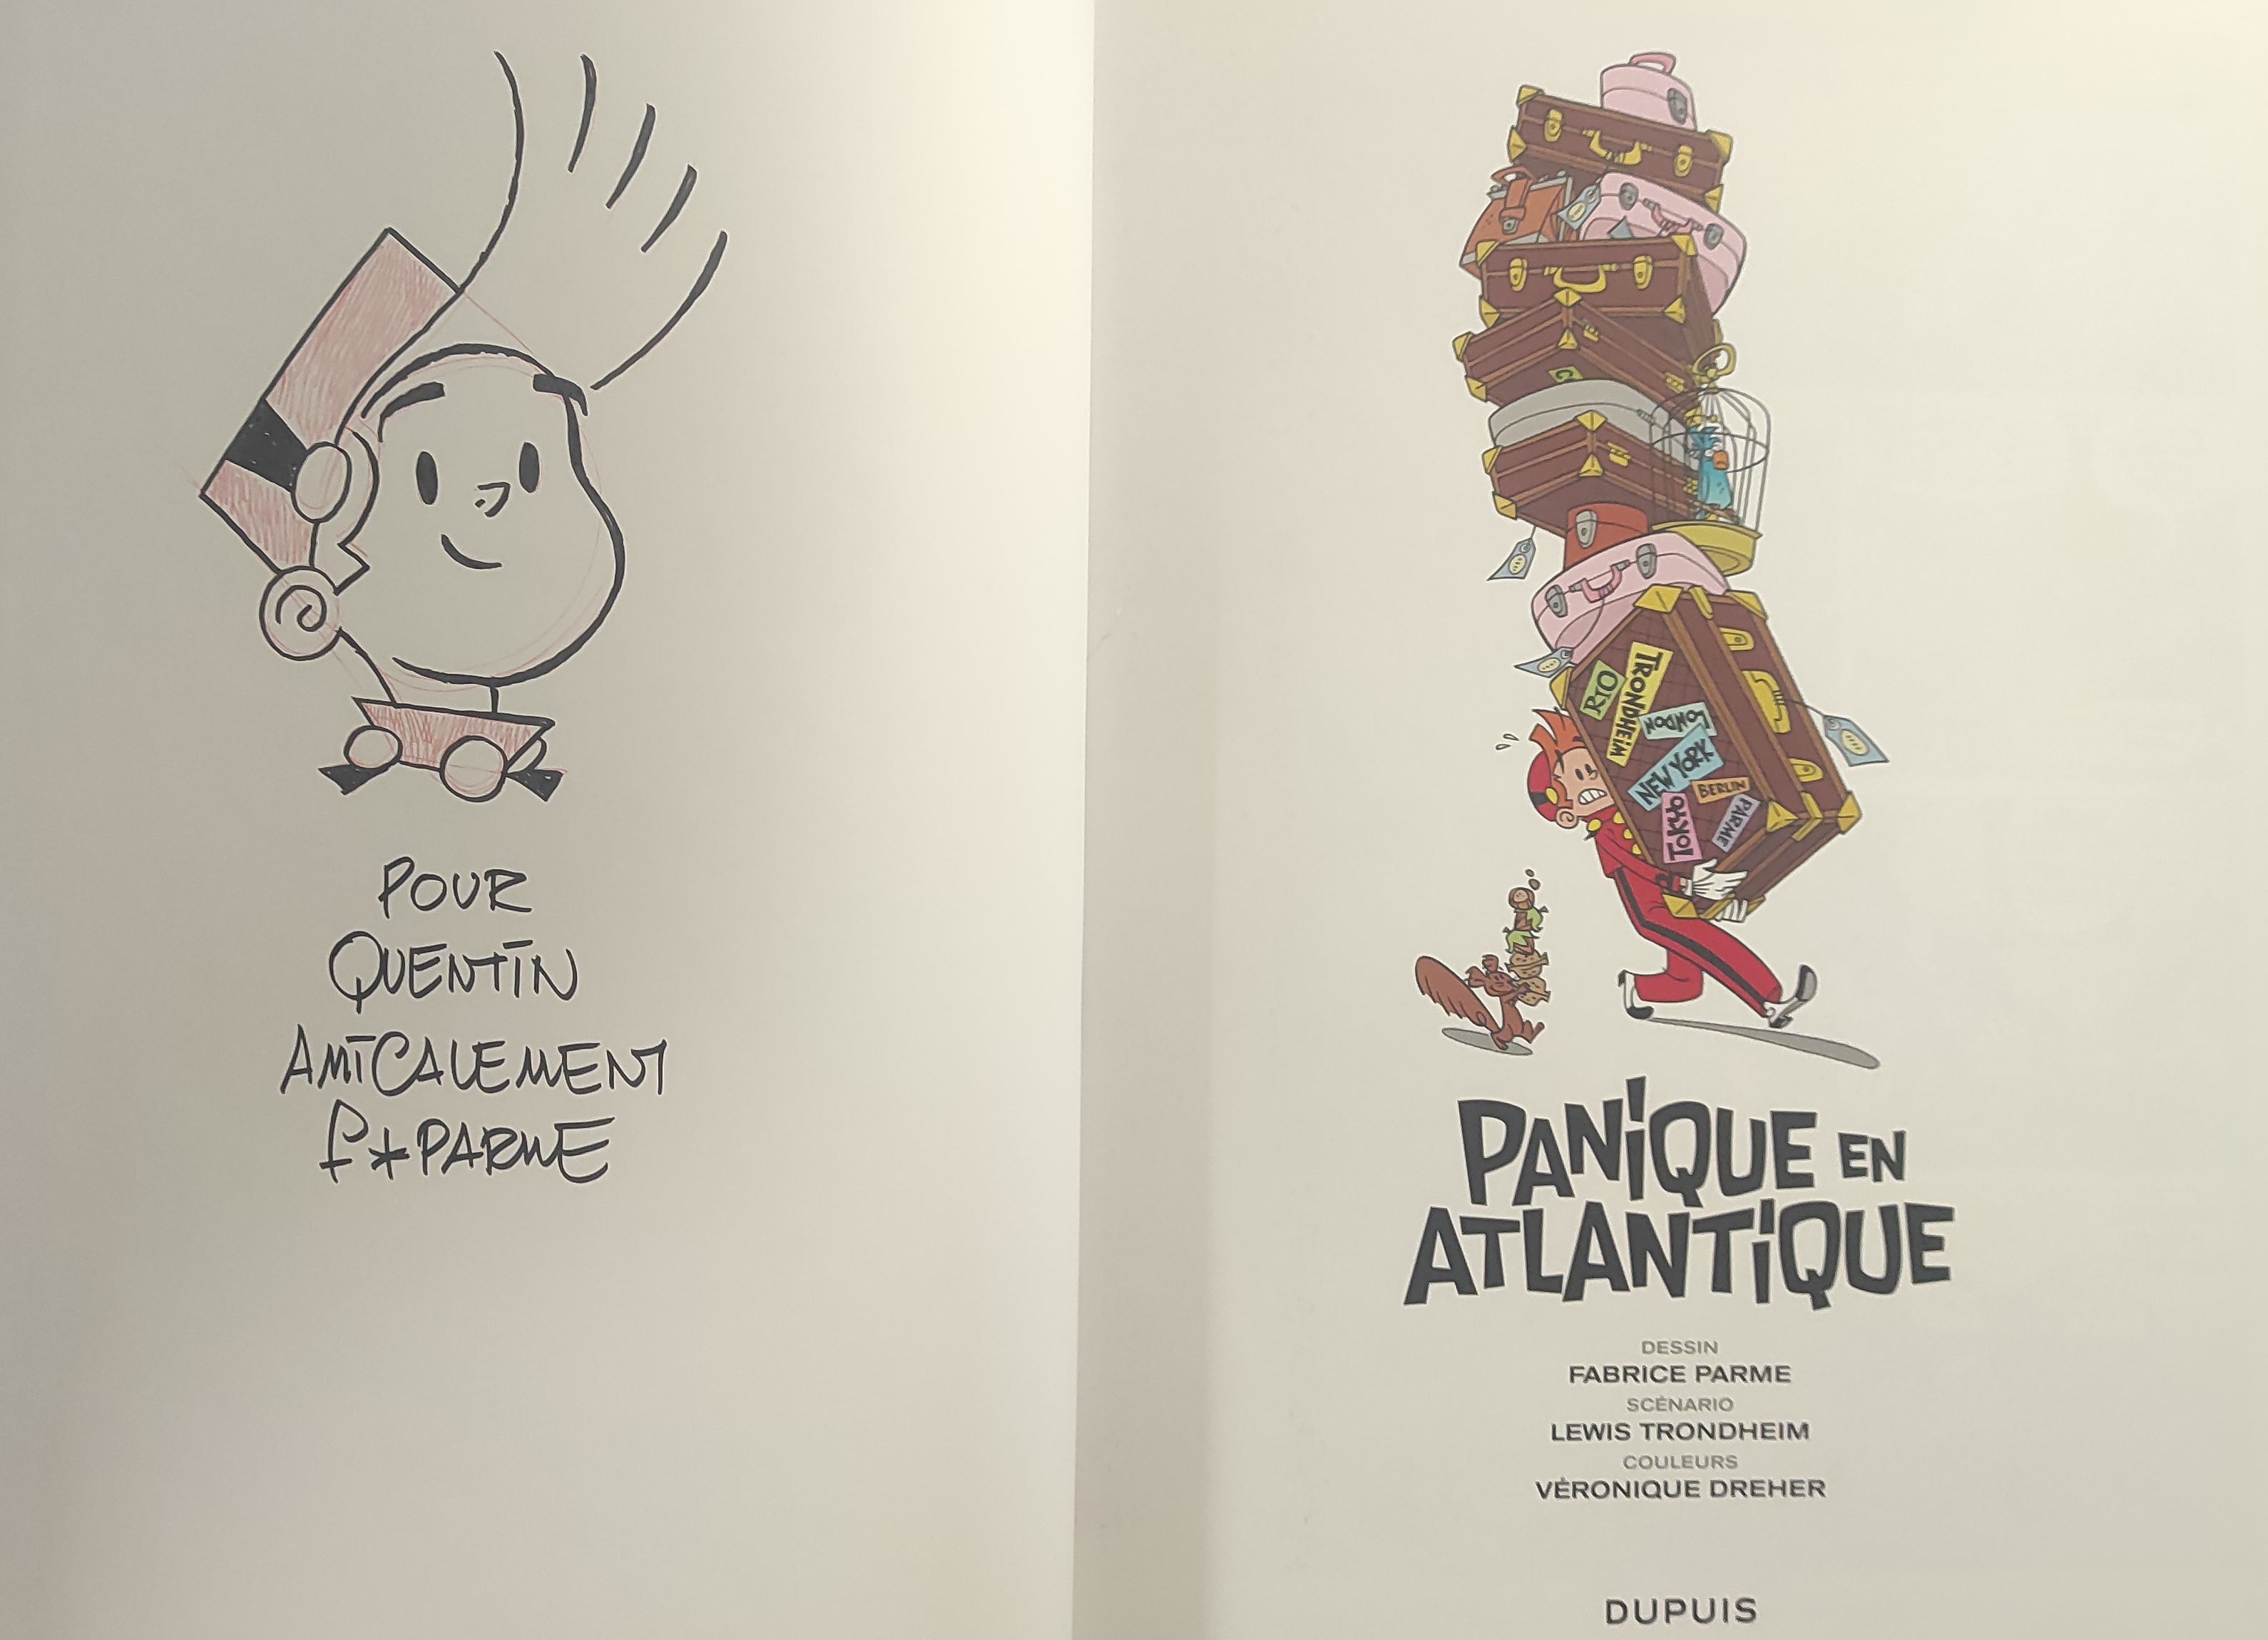 POUR
QUENTIN
AMICALEMENT
F*PARME
RIO
TRONDHEIM
LONDON
NEW YORK
BERLIN
TOKYO
PARME
PANIQUE EN
ATLANTIQUE
DESSIN
FABRICE PARME
SCÉNARIO
LEWIS TRONDHEIM
COULEURS
VÉRONIQUE DREHER
DUPUIS